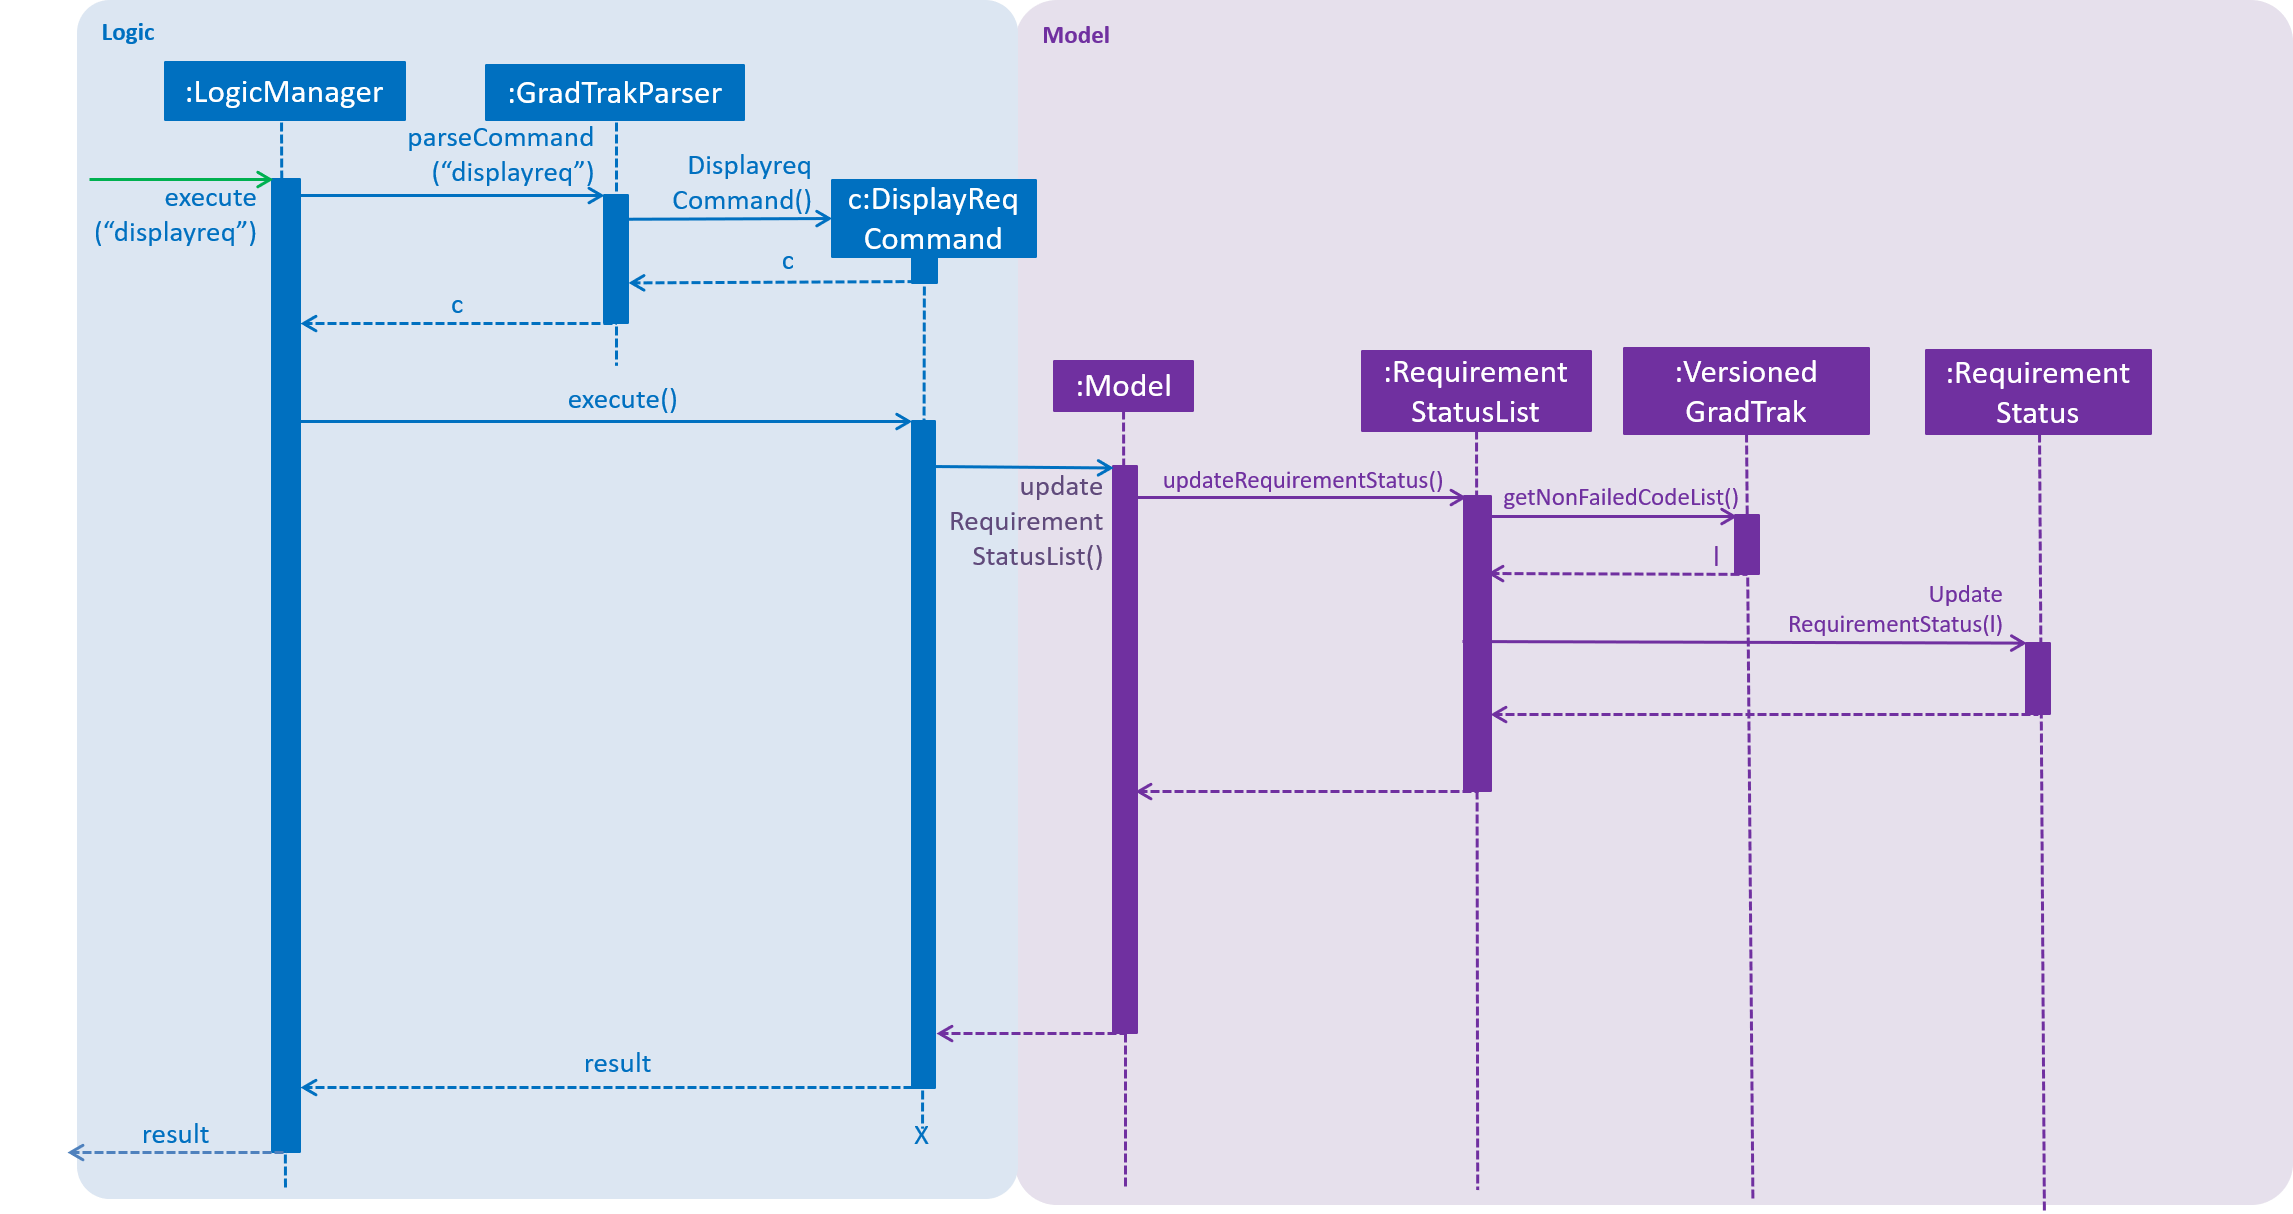 Logic
Model
:LogicManager
:GradTrakParser
parseCommand
(“displayreq”)
Displayreq
Command()
execute
(“displayreq”)
c:DisplayReq
Command
c
c
:Model
:Requirement
StatusList
:Versioned
GradTrak
:Requirement
Status
execute()
update
Requirement
StatusList()
updateRequirementStatus()
getNonFailedCodeList()
l
Update
RequirementStatus(l)
result
result
X